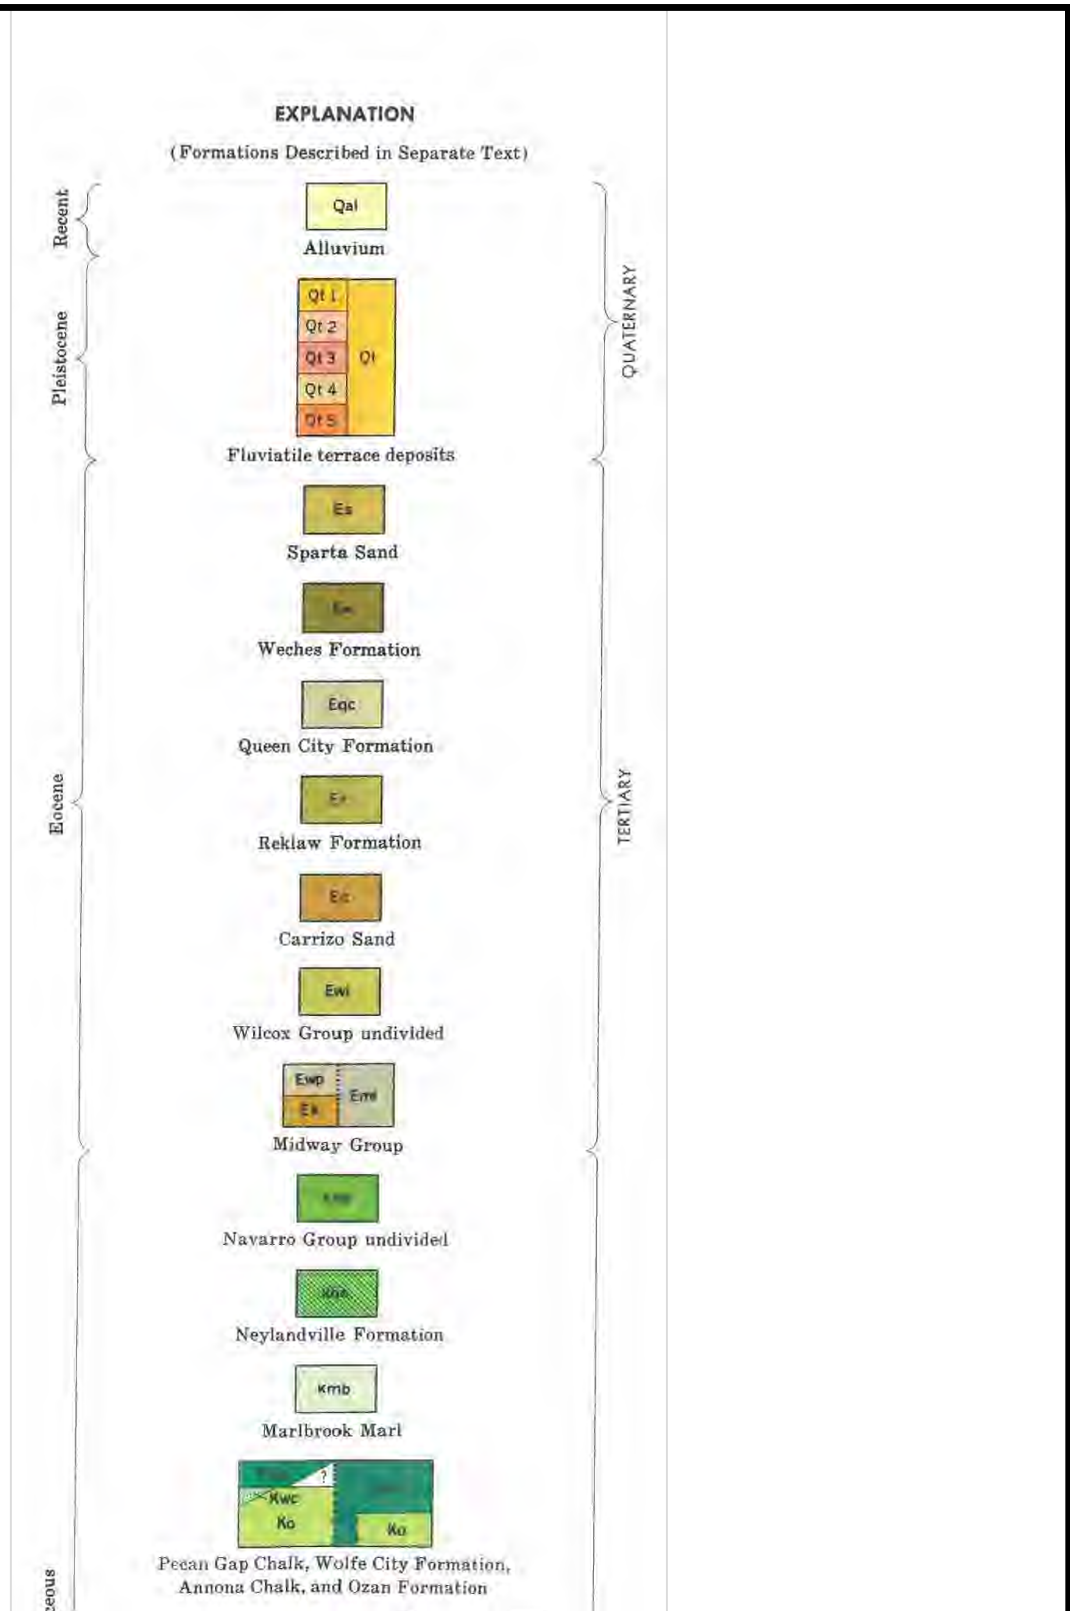 EXPLANATION
(Formations Described in Separate Text)
Recent
Qal
Alluvium
Pleistocene
Qt 1
Qt 2
Qt 3
Qt 4
Qt 5
Qt
Fluviatile terrace deposits
QUATERNARY
Eocene
Es
Sparta Sand
Weches Formation
Eqc
Queen City Formation
Reklaw Formation
Ec
Carrizo Sand
Ewi
Wilcox Group undivided
Ewp
Ek
Emi
Midway Group
TERTIARY
Navarro Group undivided
Neylandville Formation
Kmb
Marlbrook Marl
?
Kwc
Ko
Ko
Pecan Gap Chalk, Wolfe City Formation,
Annona Chalk, and Ozan Formation
ceous